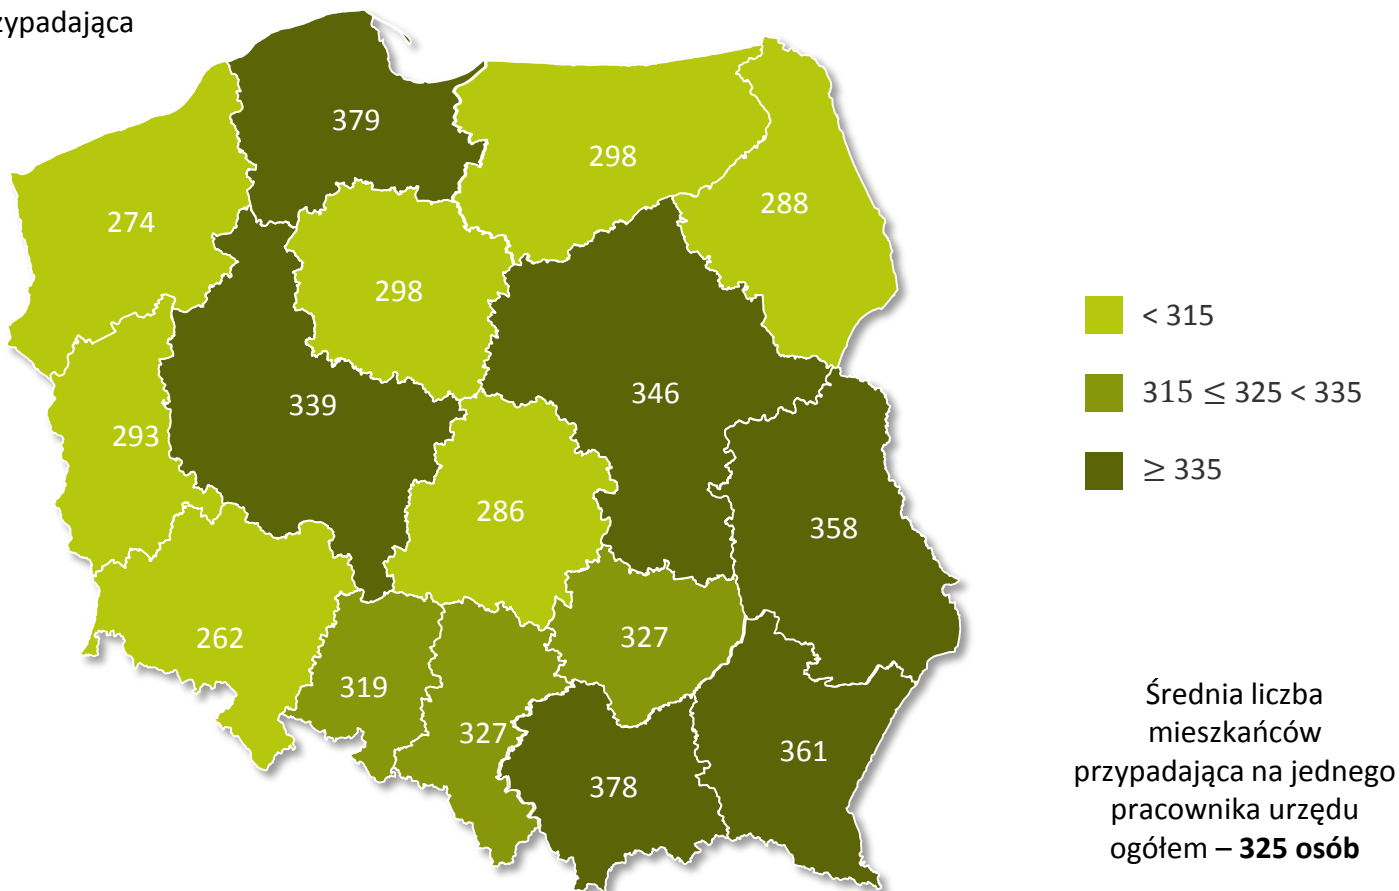 zypadająca
379
298
288
274
298
346
339
293
286
358
262
327
319
327
361
378
< 315
315 ≤ 325 < 335
≥ 335
Średnia liczba
mieszkańców
przypadająca na jednego
pracownika urzędu
ogółem – 325 osób